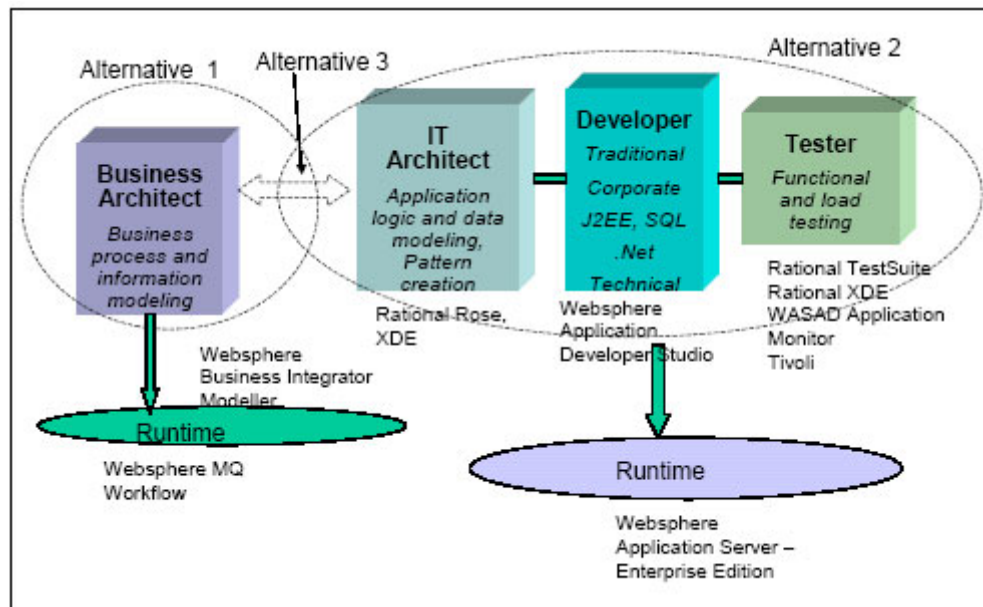 Alternative 1
Alternative 3
Alternative 2
Business
Architect
Business
process and
information
modeling
IT
Architect
Application
logic and data
modeling,
Pattern
creation
Developer
Traditional
Corporate
J2EE, SQL
.Net
Technical
Tester
Functional
and load
testing
Websphere
Business Integrator
Modeller
Rational Rose,
XDE
Websphere
Application
Developer Studio
Rational TestSuite
Rational XDE
WASAD Application
Monitor
Tivoli
Runtime
Websphere MQ
Workflow
Runtime
Websphere
Application Server –
Enterprise Edition